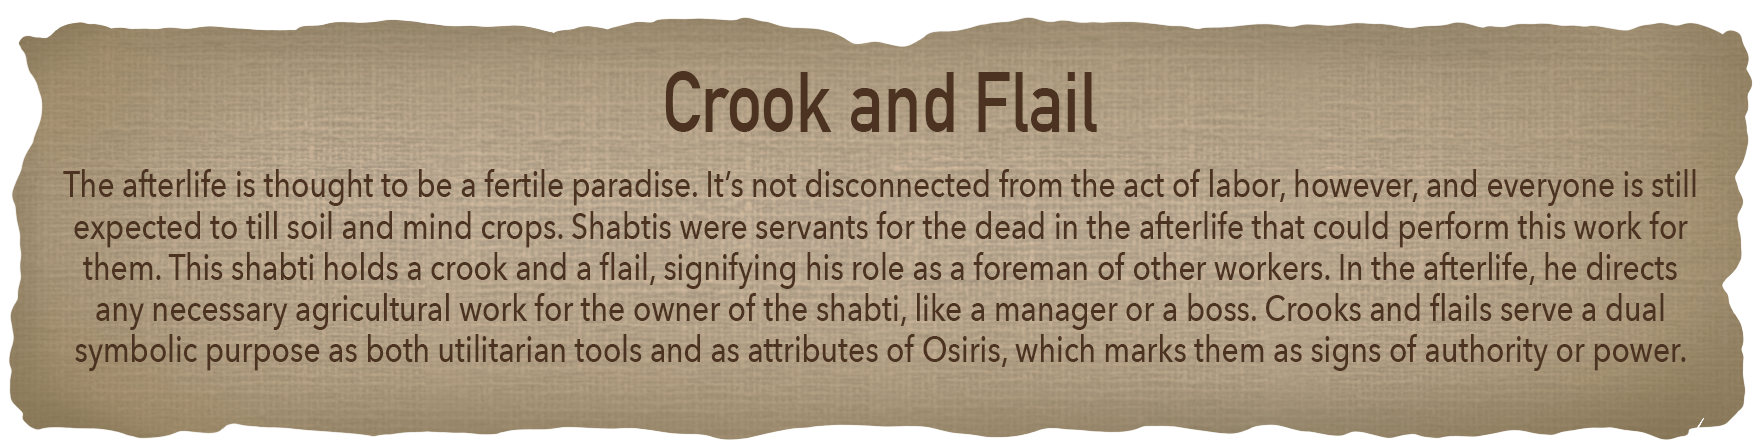 Crook and Flail
The afterlife is thought to be a fertile paradise. It’s not disconnected from the act of labor, however, and everyone is still
expected to till soil and mind crops. Shabtis were servants for the dead in the afterlife that could perform this work for
them. This shabti holds a crook and a flail, signifying his role as a foreman of other workers. In the afterlife, he directs
any necessary agricultural work for the owner of the shabti, like a manager or a boss. Crooks and flails serve a dual
symbolic purpose as both utilitarian tools and as attributes of Osiris, which marks them as signs of authority or power.